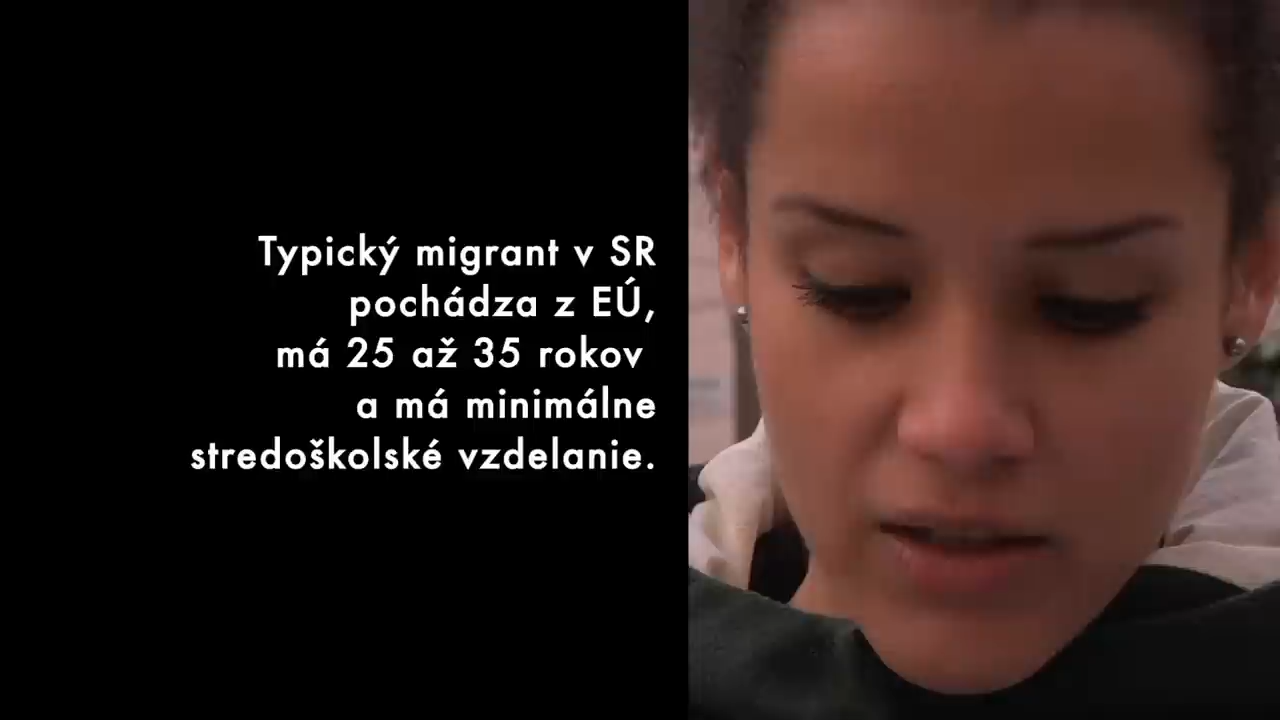 Typický migrant v SR
pochádza z EÚ,
má 25 až 35 rokov
a má minimálne
stredoškolské vzdelanie.